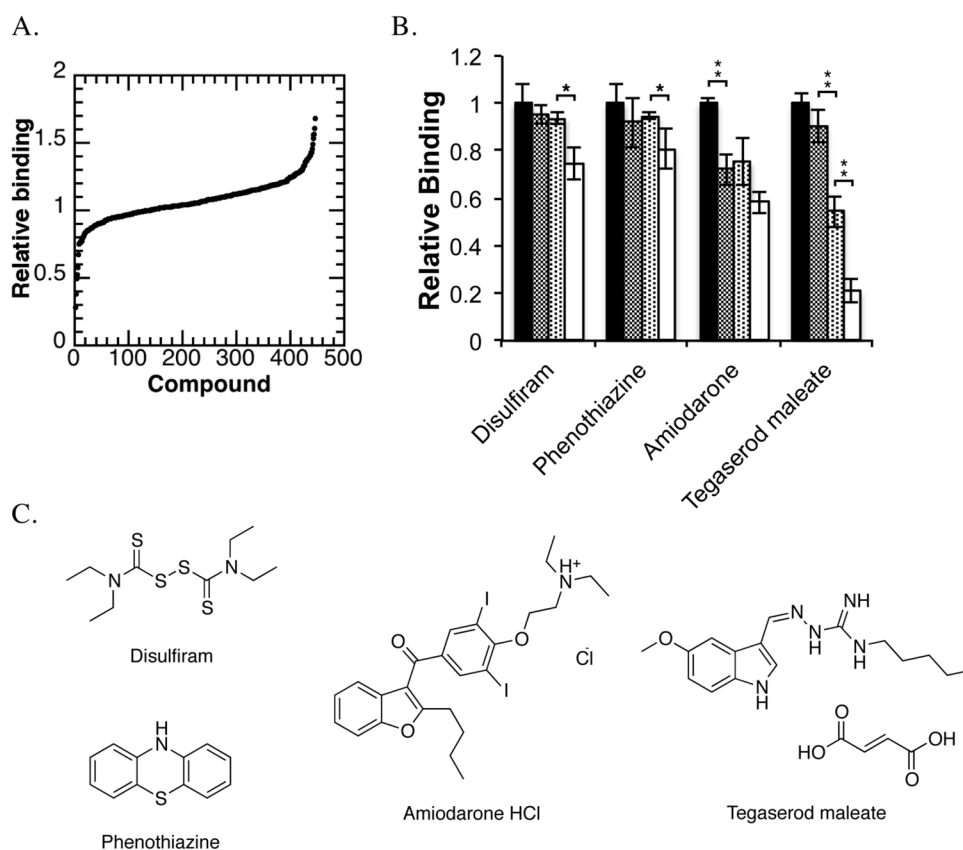 A.
B.
2
1.5
1
0.5
0
Relative binding
0 100 200 300 400 500
Compound
1.2
1
0.8
0.6
0.4
0.2
0
Relative Binding
*
*
**
**
**
Disulfiram
Phenothiazine
Amiodarone
Tegaserod maleate
C.
S
S
N
S
N
S
Disulfiram
H
N
S
Phenothiazine
H+
N
I
O
O
I
O
Cl-
Amiodarone HCl
NH
N
O
NH
N
H
N
H
O
HO
OH
O
Tegaserod maleate